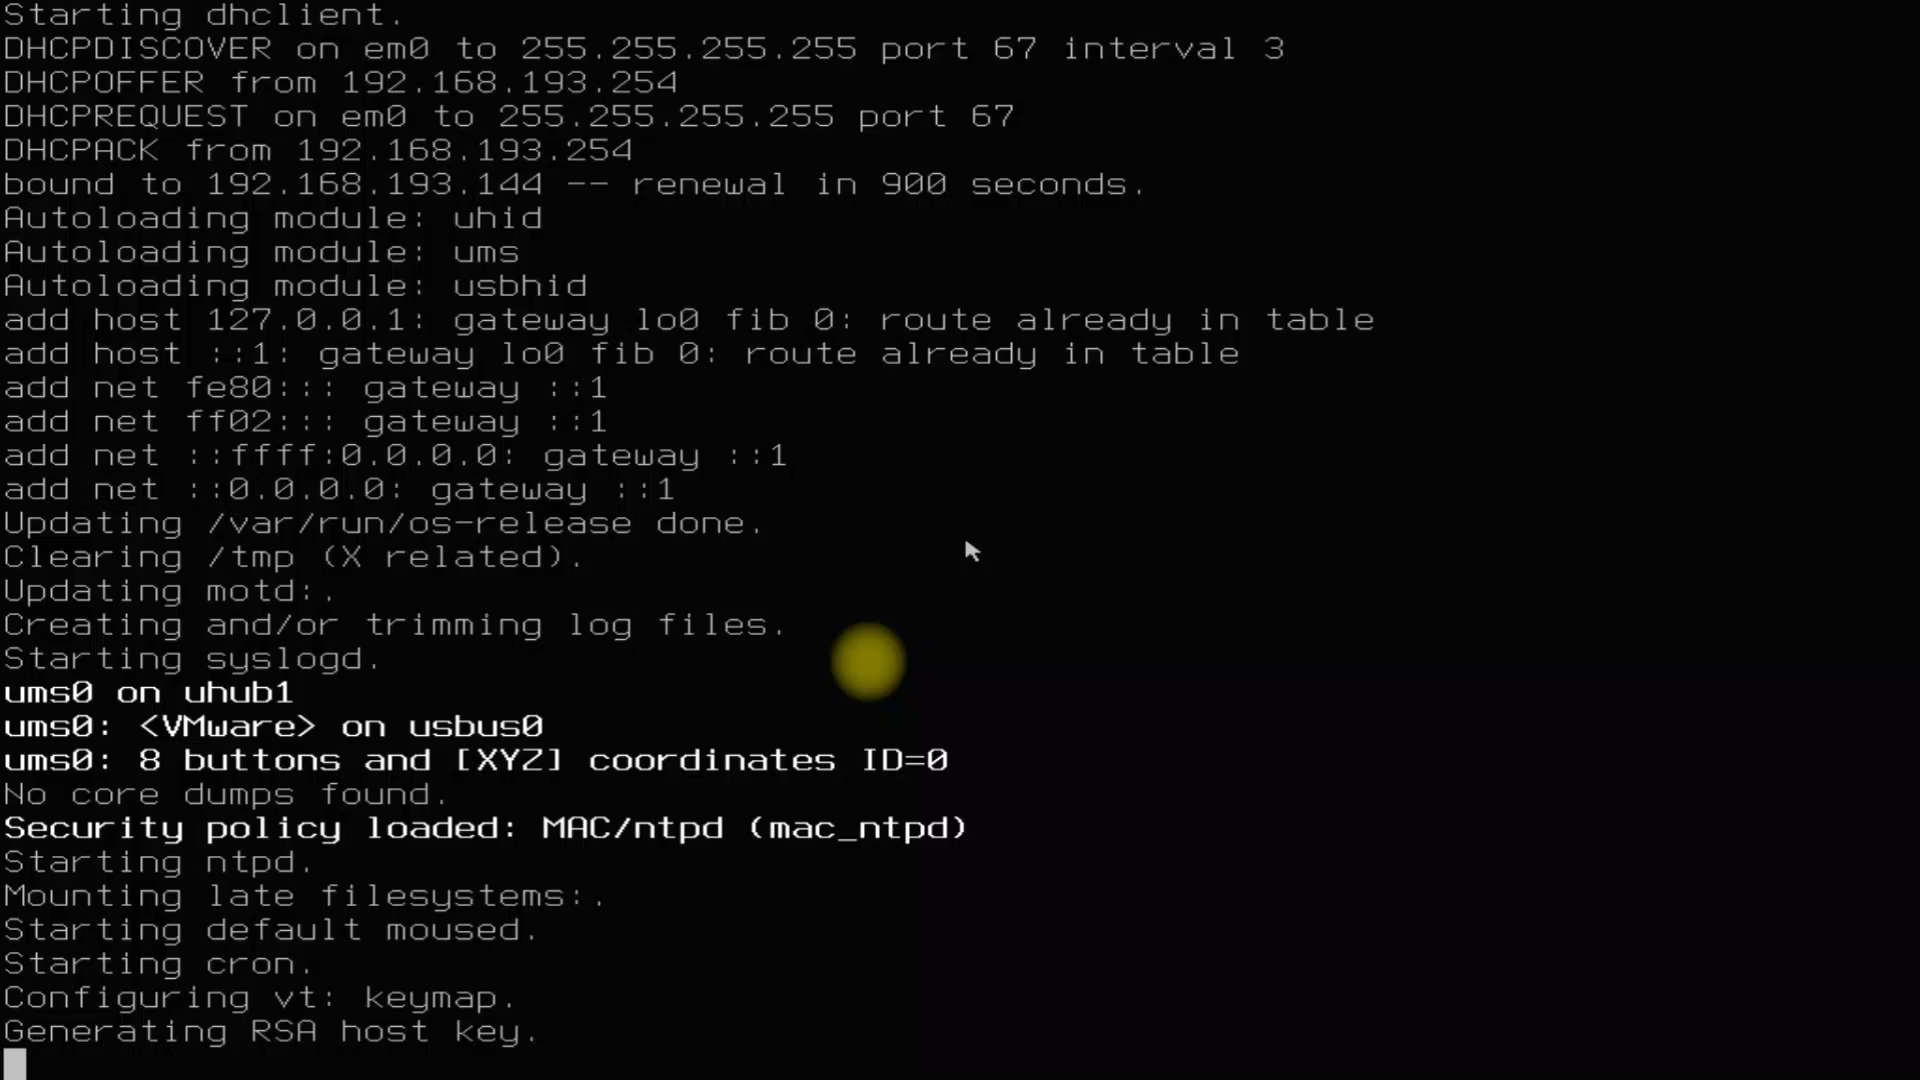 Starting dhclient.
DHCPDISCOVER on em0 to 255.255.255.255 port 67 interval 3
DHCPOFFER from 192.168.193.254
DHCPREQUEST on em0 to 255.255.255.255 port 67
DHCPACK from 192.168.193.254
bound to 192.168.193.144 -- renewal in 900 seconds.
Autoloading module: uhid
Autoloading module: ums
Autoloading module: usbhid
add host 127.0.0.1: gateway lo0 fib 0: route already in table
add host ::1: gateway lo0 fib 0: route already in table
add net fe80::: gateway ::1
add net ff02::: gateway ::1
add net ::ffff:0.0.0.0: gateway ::1
add net ::0.0.0.0: gateway ::1
Updating /var/run/os-release done.
Clearing /tmp (X related).
Updating motd:.
Creating and/or trimming log files.
Starting syslogd.
ums0 on uhub1
ums0: <VMware> on usbus0
ums0: 8 buttons and [XYZ] coordinates ID=0
No core dumps found.
Security policy loaded: MAC/ntpd (mac_ntpd)
Starting ntpd.
Mounting late filesystems:.
Starting default moused.
Starting cron.
Configuring vt: keymap.
Generating RSA host key.